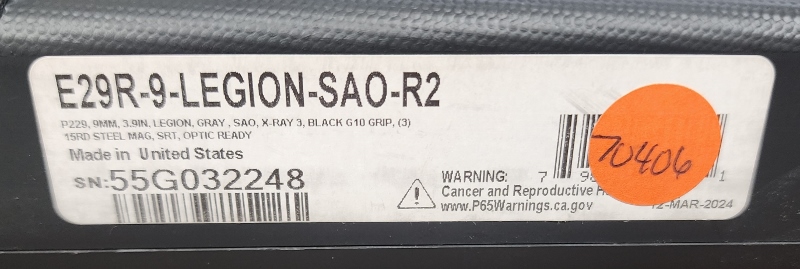 E29R-9-LEGION-SAO-R2
P229, 9MM, 3.9IN, LEGION, GRAY , SAO, X-RAY 3, BLACK G10 GRIP, (3)
15RD STEEL MAG, SRT, OPTIC READY
Made in United States
SN:55G032248
WARNING:
Cancer and Reproductive
www.P65Warnings.ca.gov
7 1
70406
12-MAR-2024